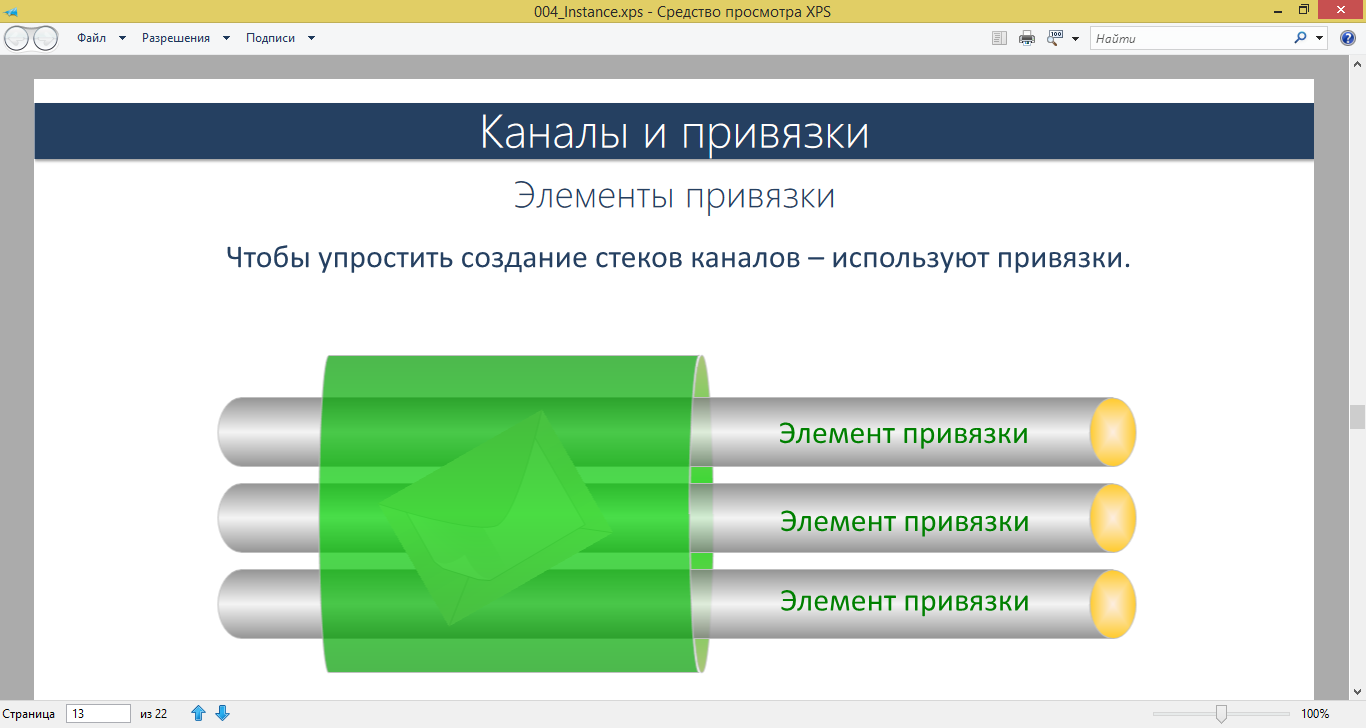 004_Instance.xps - Средство просмотра XPS
Файл Разрешения Подписи 100 Найти ?
Каналы и привязки
Элементы привязки
Чтобы упростить создание стеков каналов – используют привязки.
Элемент привязки
Элемент привязки
Элемент привязки
Страница 13 из 22 100%